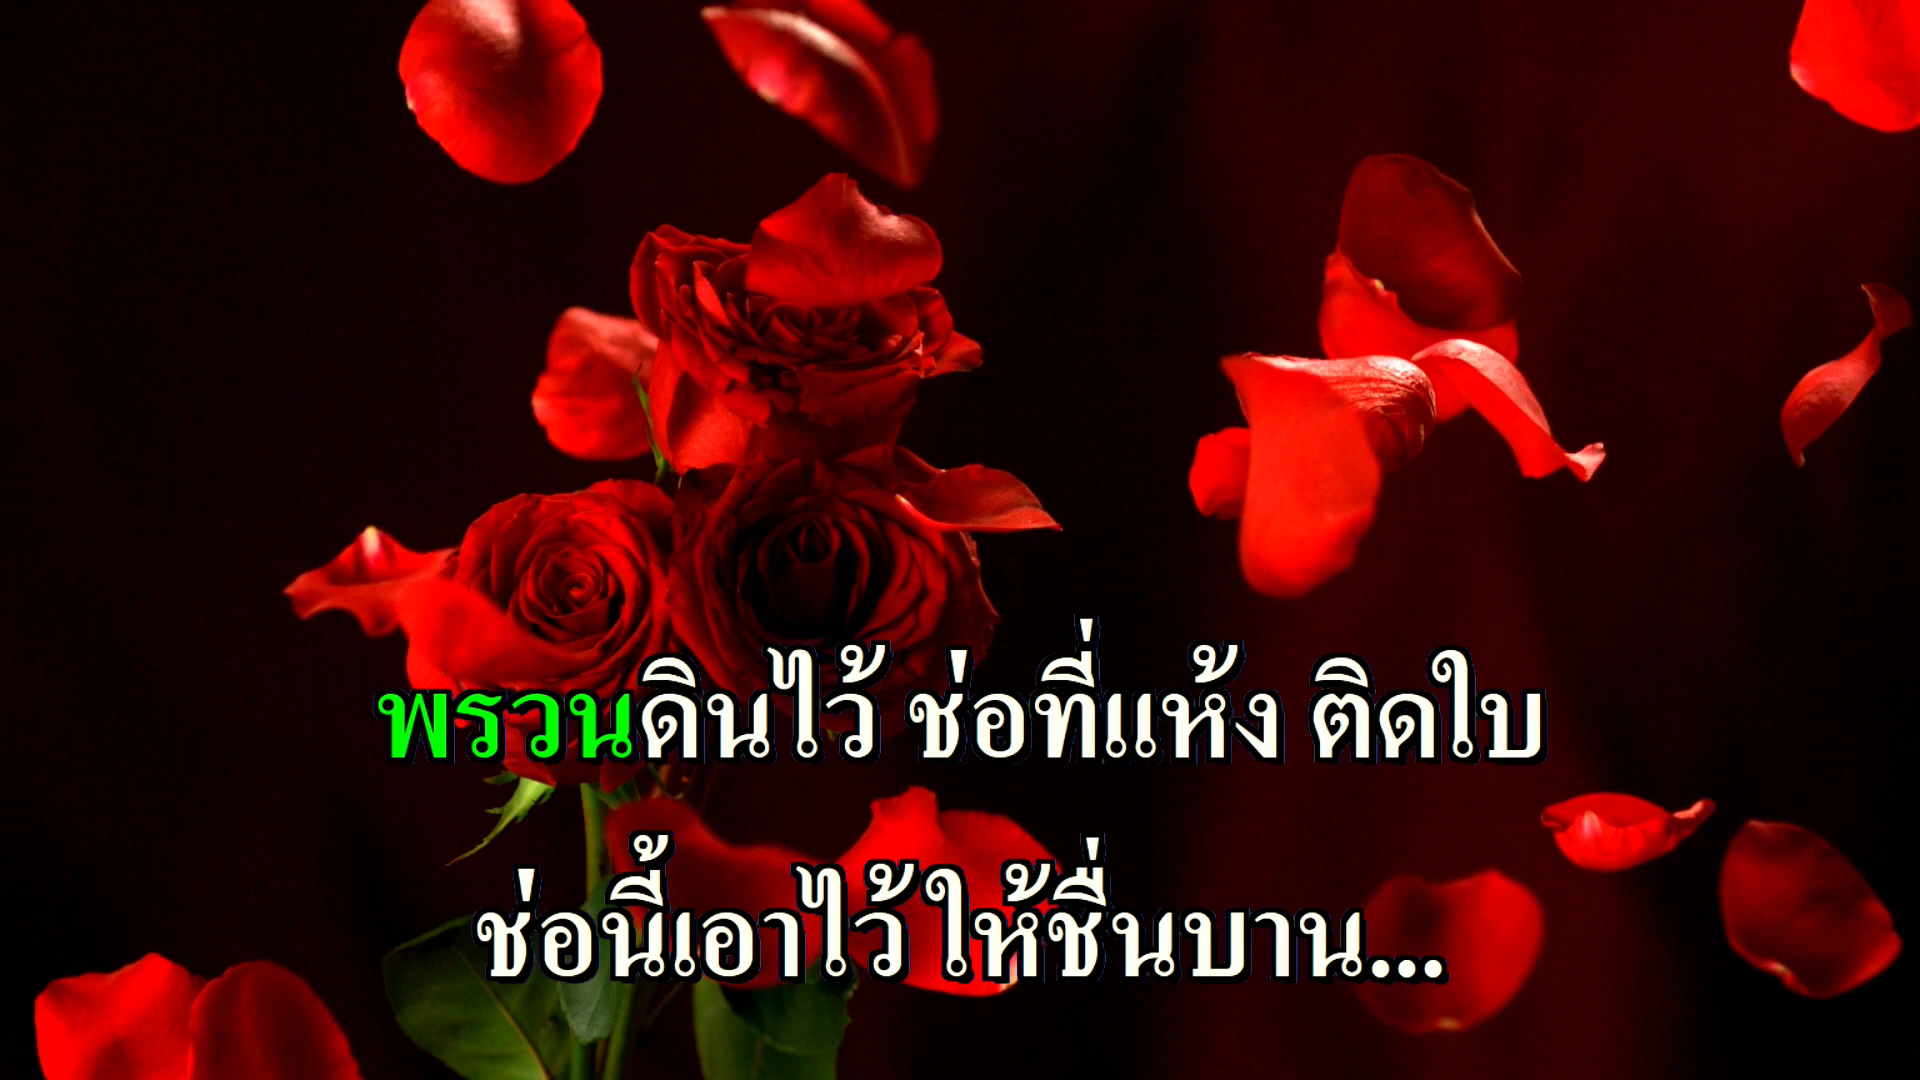 พรวนดินไว้ ช่อที่แห้ง ติดใบ
ช่อนี้เอาไว้ ให้ชื่นบาน...